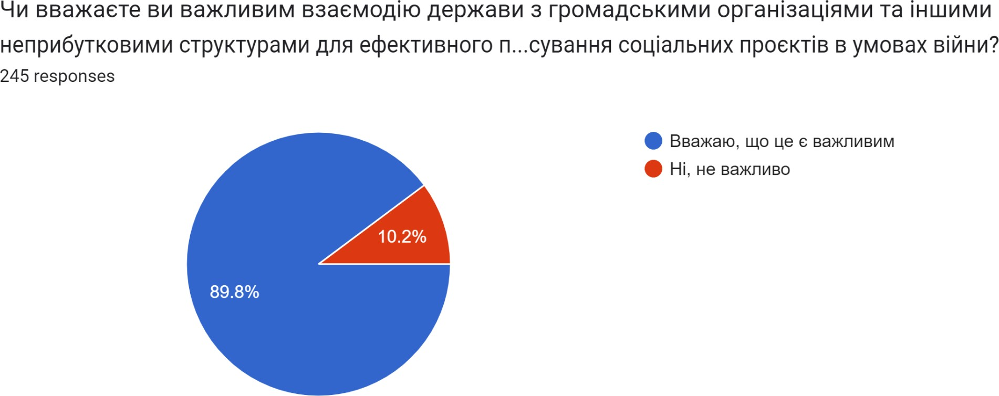 Чи вважаєте ви важливим взаємодію держави з громадськими організаціями та іншими
неприбутковими структурами для ефективного п...сування соціальних проєктів в умовах війни?
245 responses
Вважаю, що це є важливим
Ні, не важливо
10.2%
89.8%